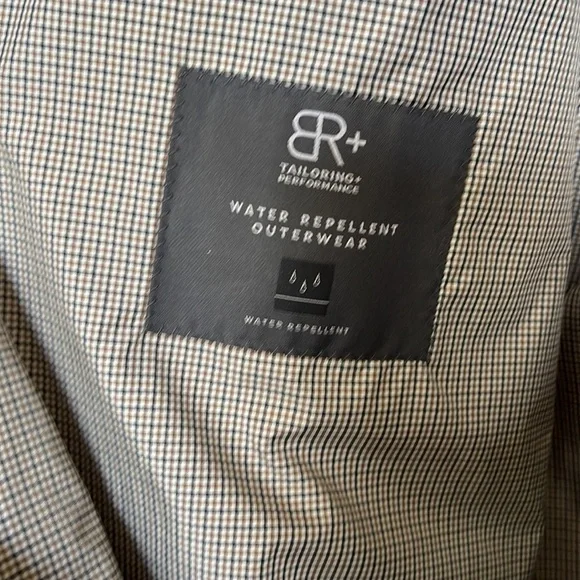 BR+
TAILORING+
PERFORMANCE
WATER REPELLENT
OUTERWEAR
WATER REPELLENT